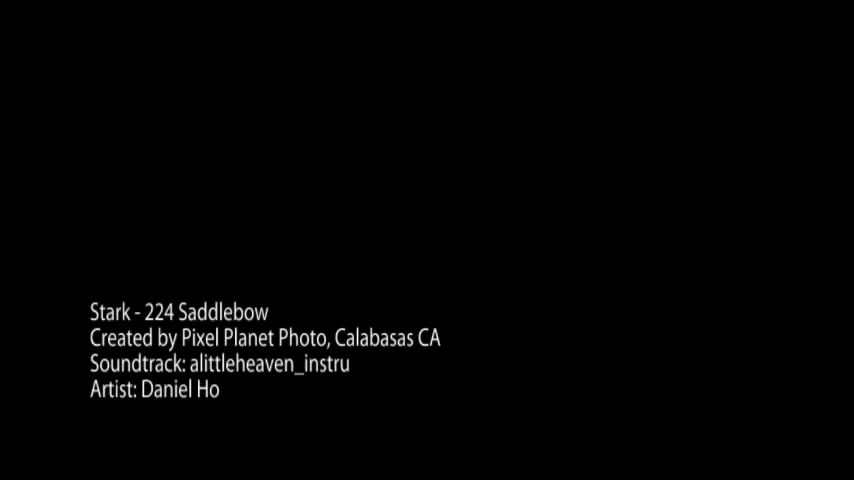 Stark - 224 Saddlebow
Created by Pixel Planet Photo, Calabasas CA
Soundtrack: alittleheaven_instru
Artist: Daniel Ho